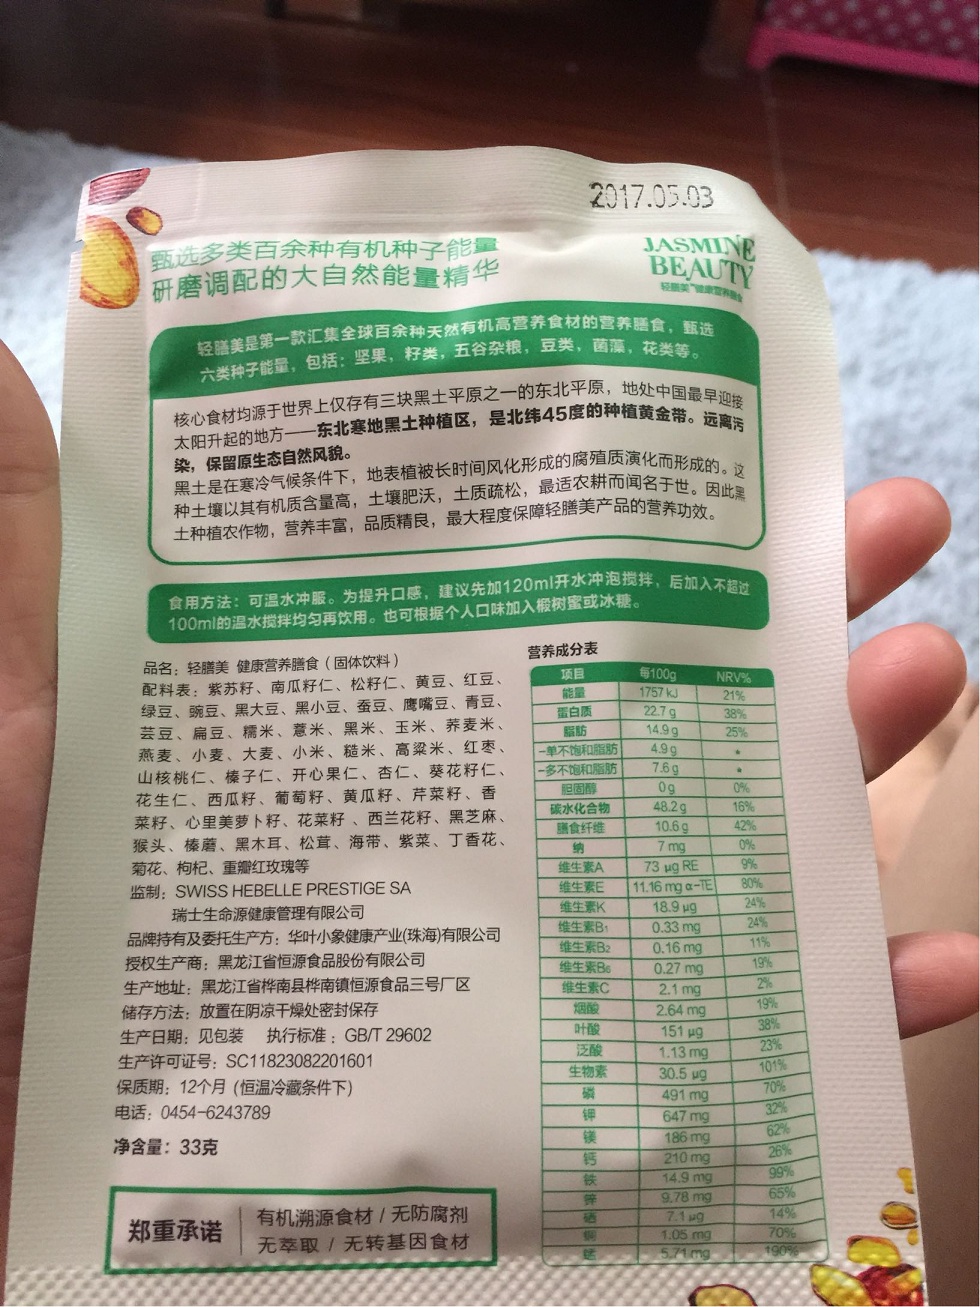 2017.05.03
甄选多类百余种有机种子能量
研磨调配的大自然能量精华
JASMINE
BEAUTY
轻膳美 健康营养膳食
轻膳美是第一款汇集全球百余种天然有机高营养食材的营养膳食，甄选
六类种子能量，包括：坚果，籽类，五谷杂粮，豆类，菌藻，花类等。
核心食材均源于世界上仅存有三块黑土平原之一的东北平原，地处中国最早迎接
太阳升起的地方——东北寒地黑土种植区，是北纬45度的种植黄金带。远离污
染，保留原生态自然风貌。
黑土是在寒冷气候条件下，地表植被长时间风化形成的腐殖质演化而形成的。这
种土壤以其有机质含量高，土壤肥沃，土质疏松，最适农耕而闻名于世。因此黑
土种植农作物，营养丰富，品质精良，最大程度保障轻膳美产品的营养功效。
食用方法：可温水冲服。为提升口感，建议先加120ml开水冲泡搅拌，后加入不超过
100ml的温水搅拌均匀再饮用。也可根据个人口味加入椴树蜜或冰糖。
品名：轻膳美 健康营养膳食（固体饮料）
配料表：紫苏籽、南瓜籽仁、松籽仁、黄豆、红豆、
绿豆、豌豆、黑大豆、黑小豆、蚕豆、鹰嘴豆、青豆、
芸豆、扁豆、糯米、薏米、黑米、玉米、荞麦米、
燕麦、小麦、大麦、小米、糙米、高粱米、红枣、
山核桃仁、榛子仁、开心果仁、杏仁、葵花籽仁、
花生仁、西瓜籽、葡萄籽、黄瓜籽、芹菜籽、香
菜籽、心里美萝卜籽、花菜籽、西兰花籽、黑芝麻、
猴头、榛蘑、黑木耳、松茸、海带、紫菜、丁香花、
菊花、枸杞、重瓣红玫瑰等
监制：SWISS HEBELLE PRESTIGE SA
瑞士生命源健康管理有限公司
品牌持有及委托生产方：华叶小象健康产业(珠海)有限公司
授权生产商：黑龙江省恒源食品股份有限公司
生产地址：黑龙江省桦南县桦南镇恒源食品三号厂区
储存方法：放置在阴凉干燥处密封保存
生产日期：见包装 执行标准：GB/T 29602
生产许可证号：SC11823082201601
保质期：12个月（恒温冷藏条件下）
电话：0454-6243789
净含量：33克
郑重承诺
有机溯源食材 / 无防腐剂
无萃取 / 无转基因食材
营养成分表
项目 每100g NRV%
能量 1757 kJ 21%
蛋白质 22.7 g 38%
脂肪 14.9 g 25%
-单不饱和脂肪 4.9 g *
-多不饱和脂肪 7.6 g *
胆固醇 0 g 0%
碳水化合物 48.2 g 16%
膳食纤维 10.6 g 42%
钠 7 mg 0%
维生素A 73 μg RE 9%
维生素E 11.16 mg α-TE 80%
维生素K 18.9 μg 24%
维生素B₁ 0.33 mg 24%
维生素B₂ 0.16 mg 11%
维生素B₆ 0.27 mg 19%
维生素C 2.1 mg 2%
烟酸 2.64 mg 19%
叶酸 151 μg 38%
泛酸 1.13 mg 23%
生物素 30.5 μg 101%
磷 491 mg 70%
钾 647 mg 32%
镁 186 mg 62%
钙 210 mg 26%
铁 14.9 mg 99%
锌 9.78 mg 65%
硒 7.1 μg 14%
铜 1.05 mg 70%
锰 5.71 mg 190%